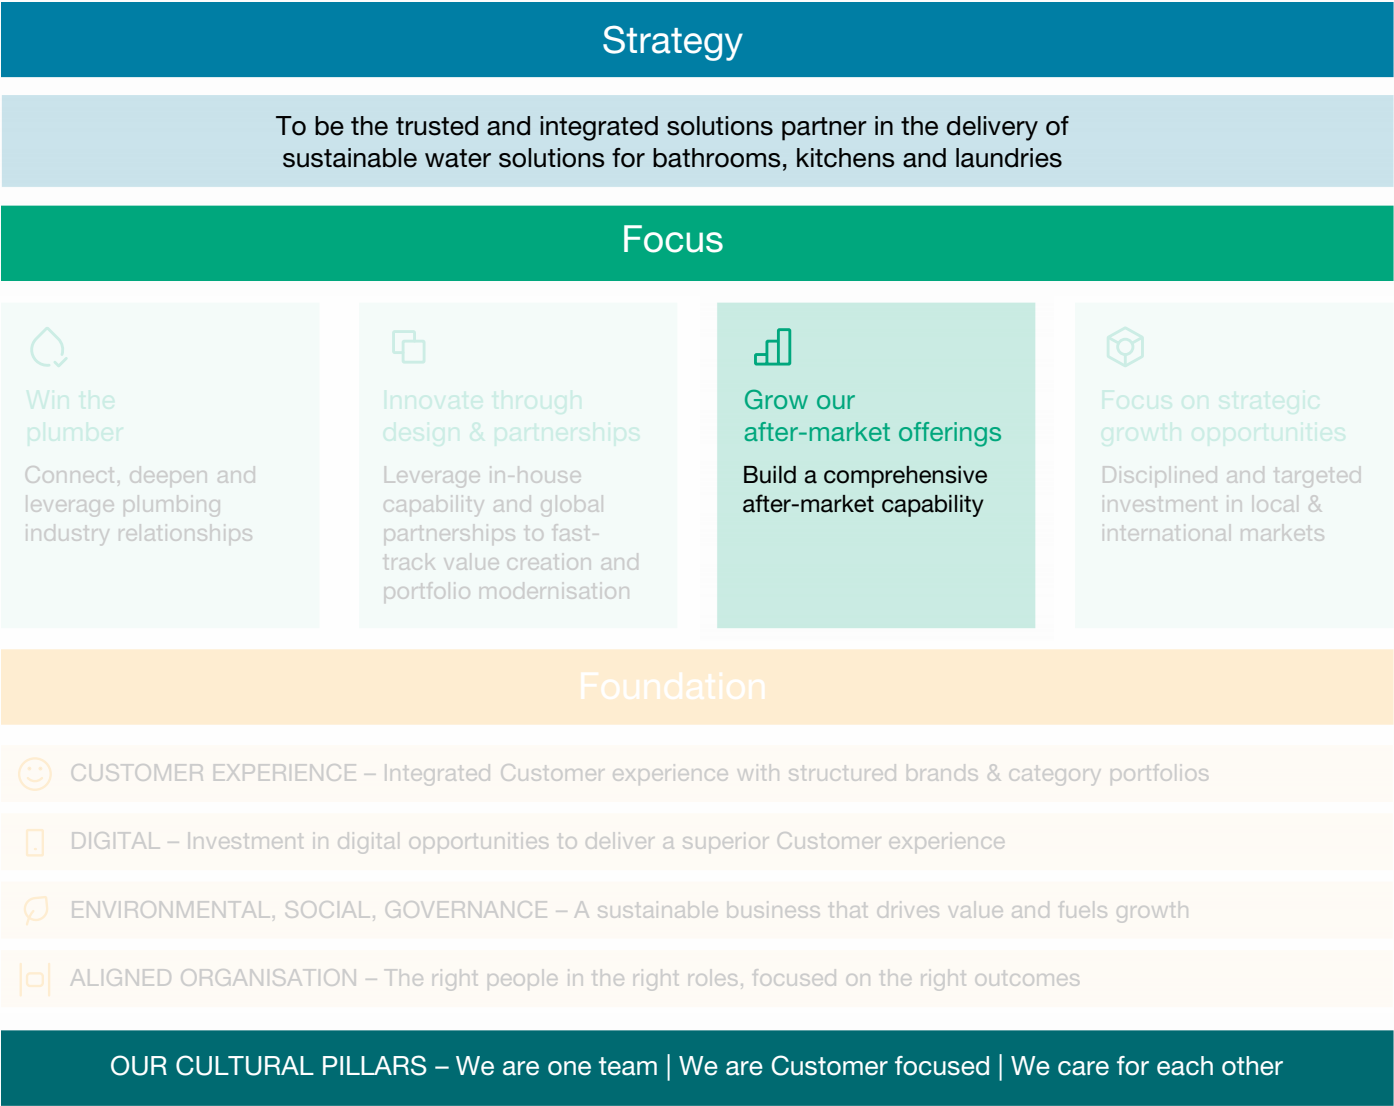 Strategy
To be the trusted and integrated solutions partner in the delivery of
sustainable water solutions for bathrooms, kitchens and laundries
Focus
Win the
plumber
Connect, deepen and
leverage plumbing
industry relationships
Innovate through
design & partnerships
Leverage in-house
capability and global
partnerships to fast-
track value creation and
portfolio modernisation
Grow our
after-market offerings
Build a comprehensive
after-market capability
Focus on strategic
growth opportunities
Disciplined and targeted
investment in local &
international markets
Foundation
CUSTOMER EXPERIENCE – Integrated Customer experience with structured brands & category portfolios
DIGITAL – Investment in digital opportunities to deliver a superior Customer experience
ENVIRONMENTAL, SOCIAL, GOVERNANCE – A sustainable business that drives value and fuels growth
ALIGNED ORGANISATION – The right people in the right roles, focused on the right outcomes
OUR CULTURAL PILLARS – We are one team | We are Customer focused | We care for each other